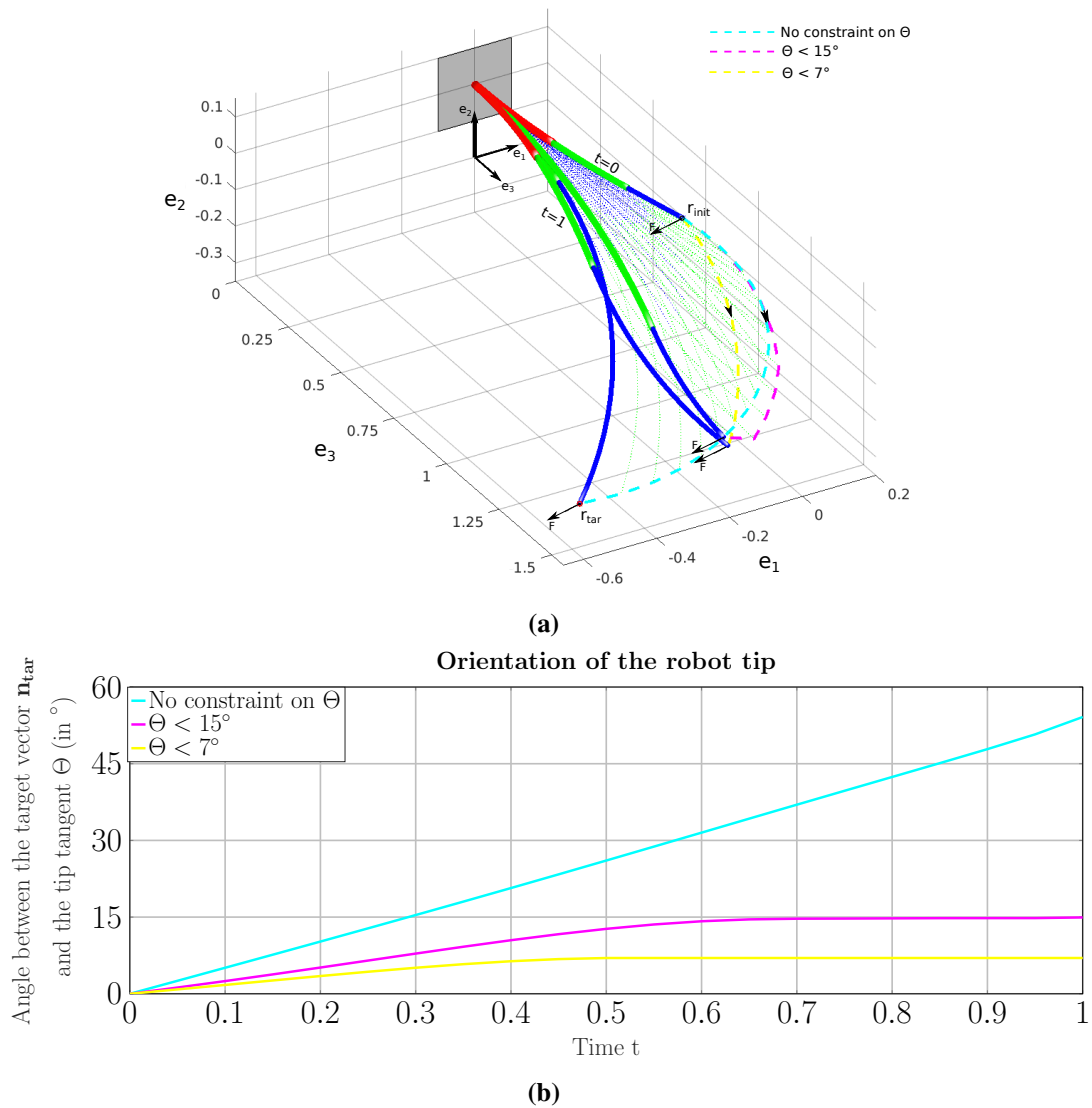 No constraint on Θ
Θ < 15°
Θ < 7°
0.1
0
-0.1
-0.2
-0.3
e₂
e₂
e₁
e₃
t=0
t=1
r_init
F
F
F
r_tar
F
0
0.25
0.5
0.75
1
1.25
1.5
e₃
-0.6
-0.4
-0.2
0
0.2
e₁
(a)
Orientation of the robot tip
Angle between the target vector n_tar
and the tip tangent Θ (in °)
60
45
30
15
0
No constraint on Θ
Θ < 15°
Θ < 7°
0 0.1 0.2 0.3 0.4 0.5 0.6 0.7 0.8 0.9 1
Time t
(b)